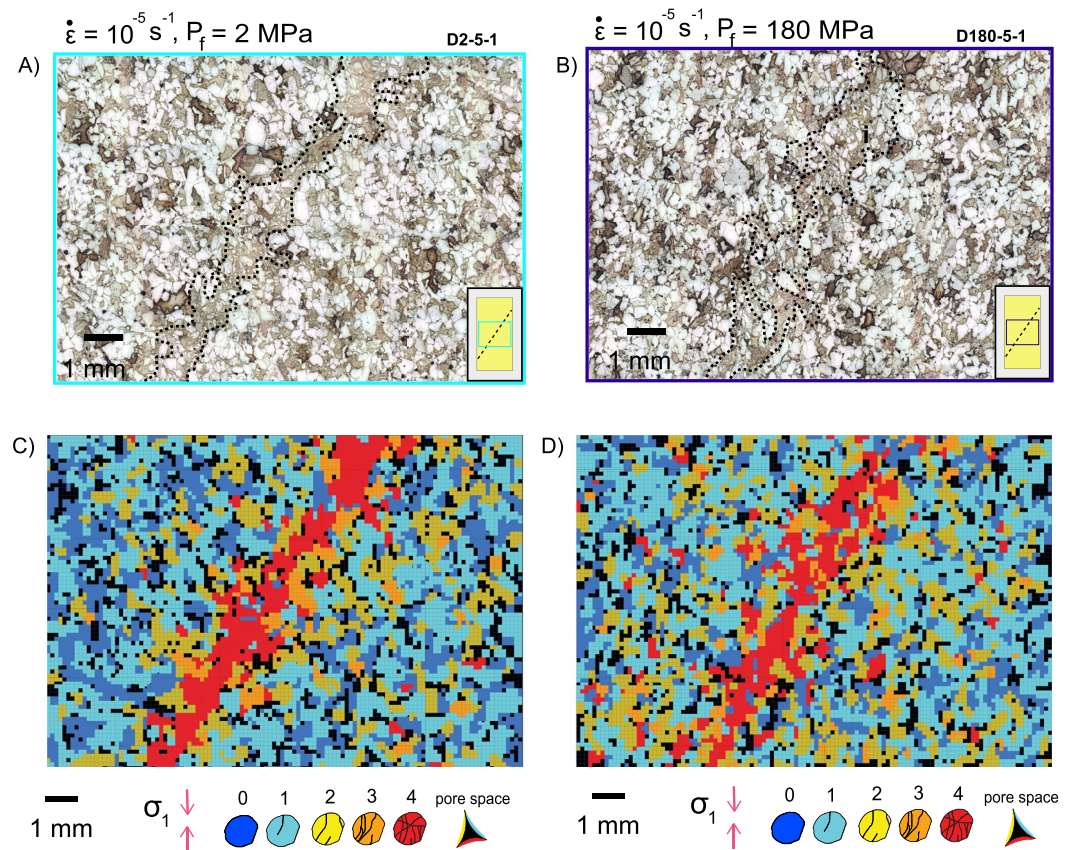 ε̇ = 10⁻⁵ s⁻¹, P_f = 2 MPa
D2-5-1
ε̇ = 10⁻⁵ s⁻¹, P_f = 180 MPa
D180-5-1
A)
B)
1 mm
1 mm
C)
D)
1 mm
σ₁
0 1 2 3 4 pore space
1 mm
σ₁
0 1 2 3 4 pore space